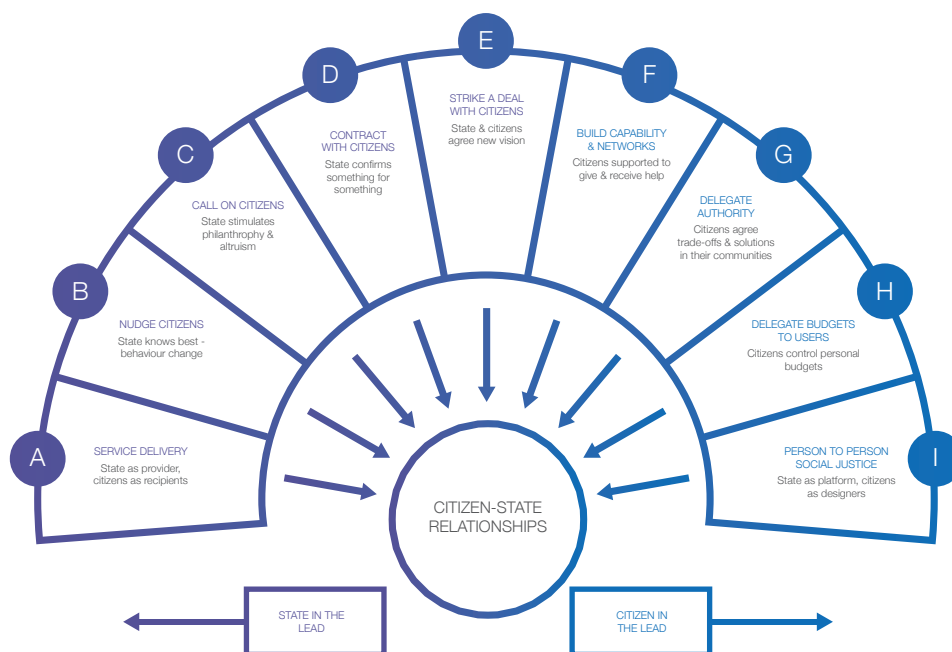 A
SERVICE DELIVERY
State as provider,
citizens as recipients
B
NUDGE CITIZENS
State knows best -
behaviour change
C
CALL ON CITIZENS
State stimulates
philanthropy &
altruism
D
CONTRACT
WITH CITIZENS
State confirms
something for
something
E
STRIKE A DEAL
WITH CITIZENS
State & citizens
agree new vision
F
BUILD CAPABILITY
& NETWORKS
Citizens supported to
give & receive help
G
DELEGATE
AUTHORITY
Citizens agree
trade-offs & solutions
in their communities
H
DELEGATE BUDGETS
TO USERS
Citizens control personal
budgets
I
PERSON TO PERSON
SOCIAL JUSTICE
State as platform, citizens
as designers
CITIZEN-STATE
RELATIONSHIPS
STATE IN THE
LEAD
CITIZEN IN
THE LEAD